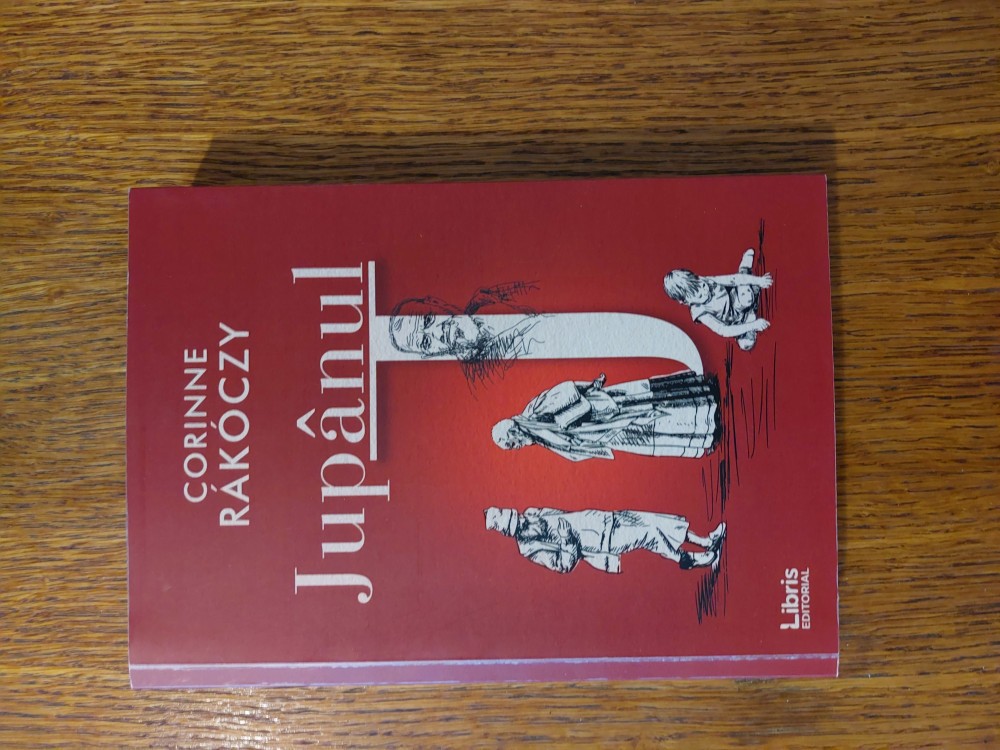 CORINNE
RÁKÓCZY
Jupânul
J
Libris
EDITORIAL